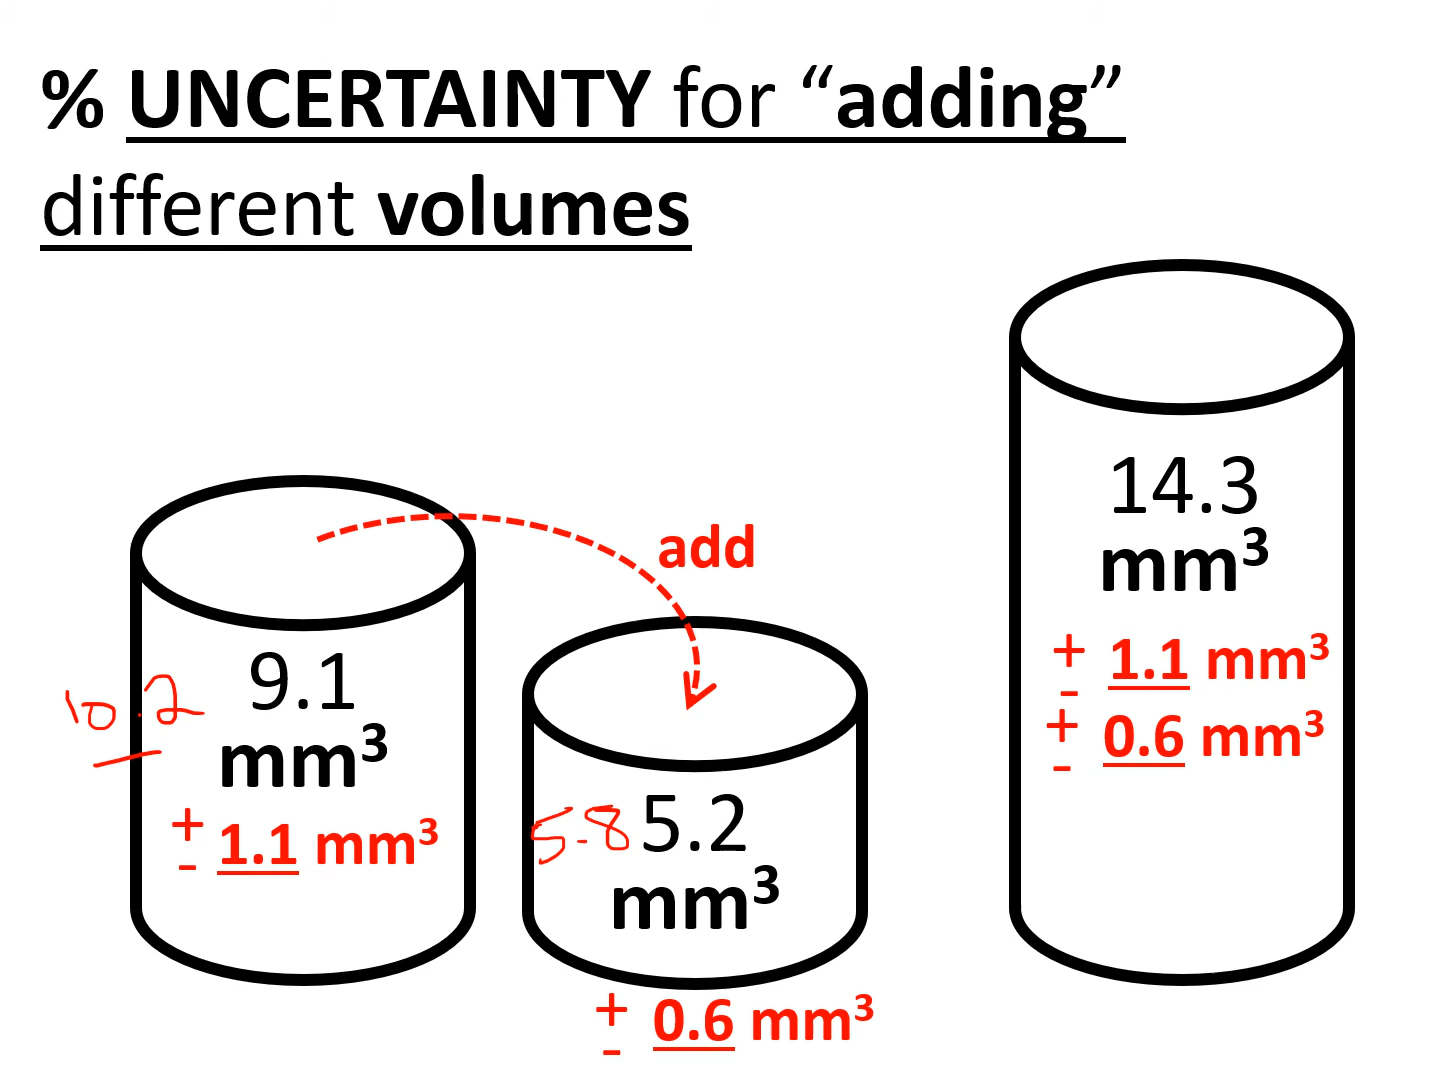 % UNCERTAINTY for “adding”
different volumes
add
9.1
mm³
± 1.1 mm³
10.2
5.8
5.2
mm³
± 0.6 mm³
14.3
mm³
± 1.1 mm³
± 0.6 mm³